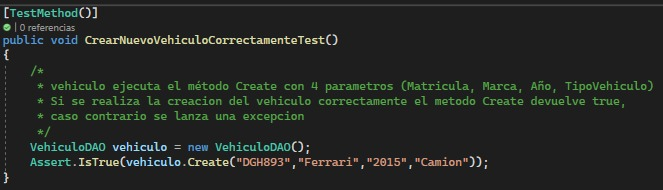 [TestMethod()]
| 0 referencias
public void CrearNuevoVehiculoCorrectamenteTest()
{
/*
* vehiculo ejecuta el método Create con 4 parametros (Matricula, Marca, Año, TipoVehiculo)
* Si se realiza la creacion del vehiculo correctamente el metodo Create devuelve true,
* caso contrario se lanza una excepcion
*/
VehiculoDAO vehiculo = new VehiculoDAO();
Assert.IsTrue(vehiculo.Create("DGH893","Ferrari","2015","Camion"));
}